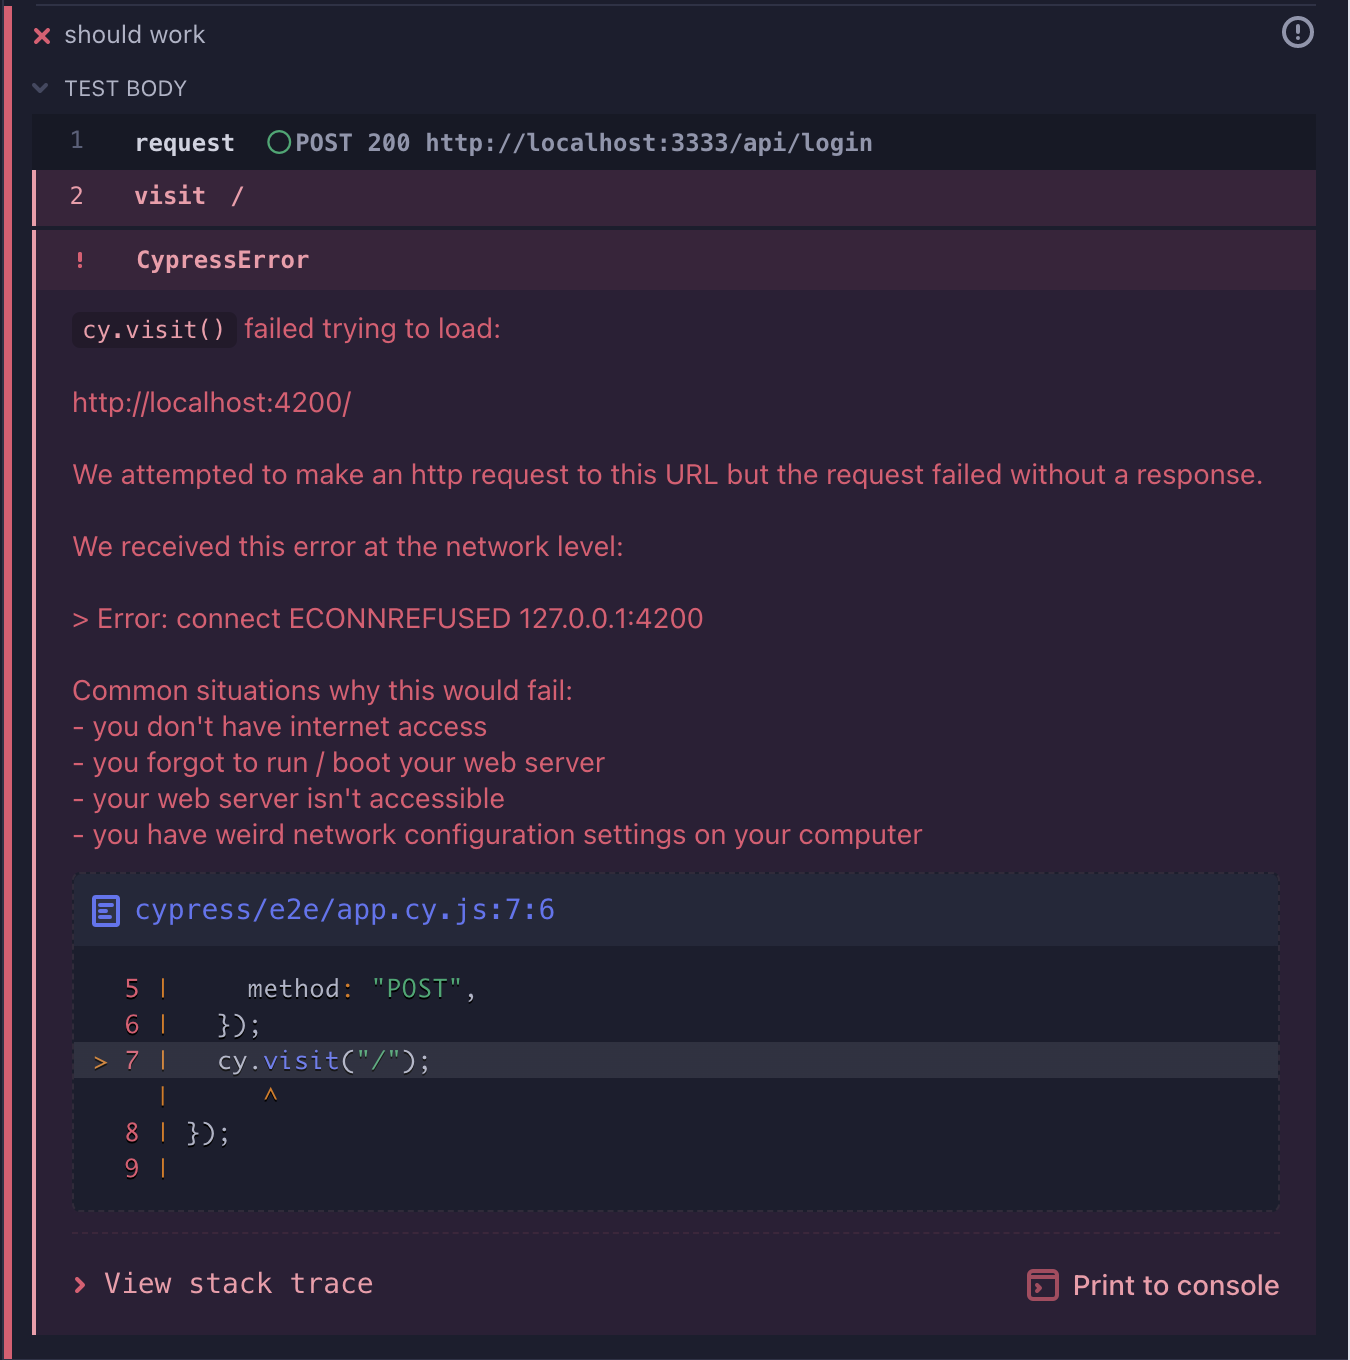 should work
TEST BODY
1 request POST 200 http://localhost:3333/api/login
2 visit /
! CypressError
cy.visit() failed trying to load:
http://localhost:4200/
We attempted to make an http request to this URL but the request failed without a response.
We received this error at the network level:
> Error: connect ECONNREFUSED 127.0.0.1:4200
Common situations why this would fail:
- you don't have internet access
- you forgot to run / boot your web server
- your web server isn't accessible
- you have weird network configuration settings on your computer
cypress/e2e/app.cy.js:7:6
5 | method: "POST",
6 | });
> 7 | cy.visit("/");
| ^
8 | });
9 |
View stack trace
Print to console